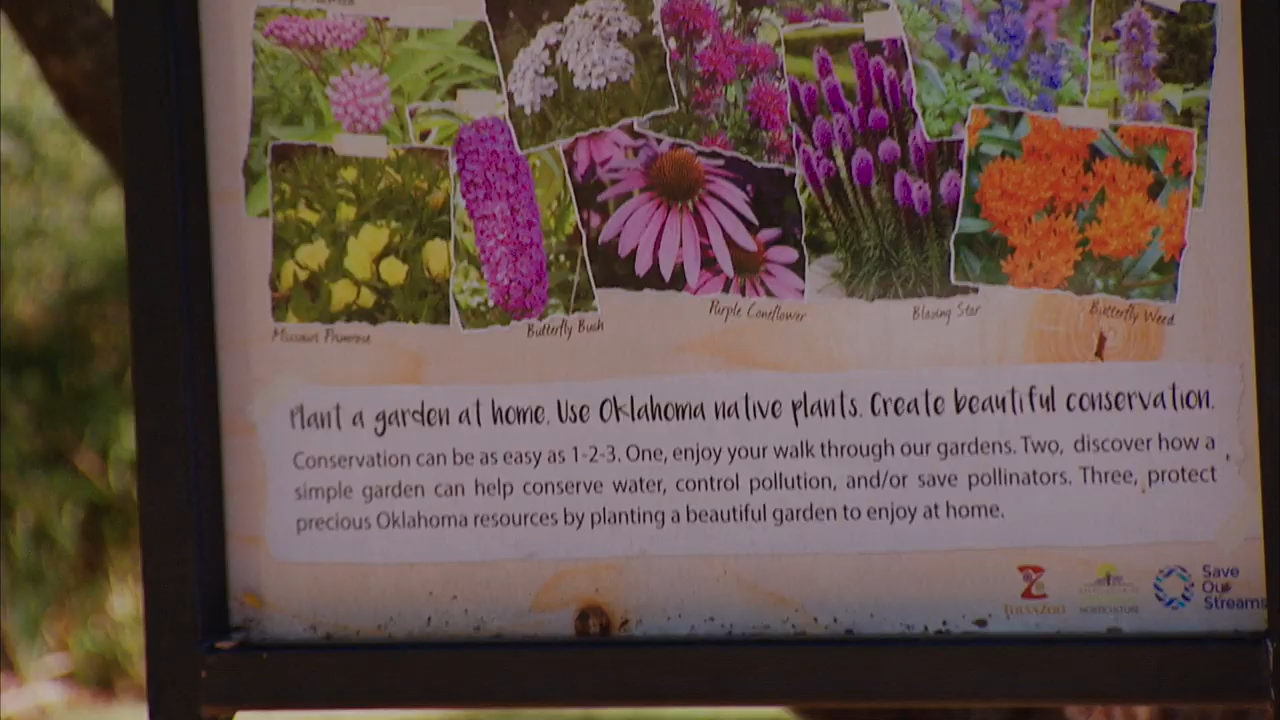 Missouri Primrose
Butterfly Bush
Purple Coneflower
Blazing Star
Butterfly Weed
Plant a garden at home. Use Oklahoma native plants. Create beautiful conservation.
Conservation can be as easy as 1-2-3. One, enjoy your walk through our gardens. Two, discover how a
simple garden can help conserve water, control pollution, and/or save pollinators. Three, protect
precious Oklahoma resources by planting a beautiful garden to enjoy at home.
TULSA ZOO
HORTICULTURE
Save
Our
Streams